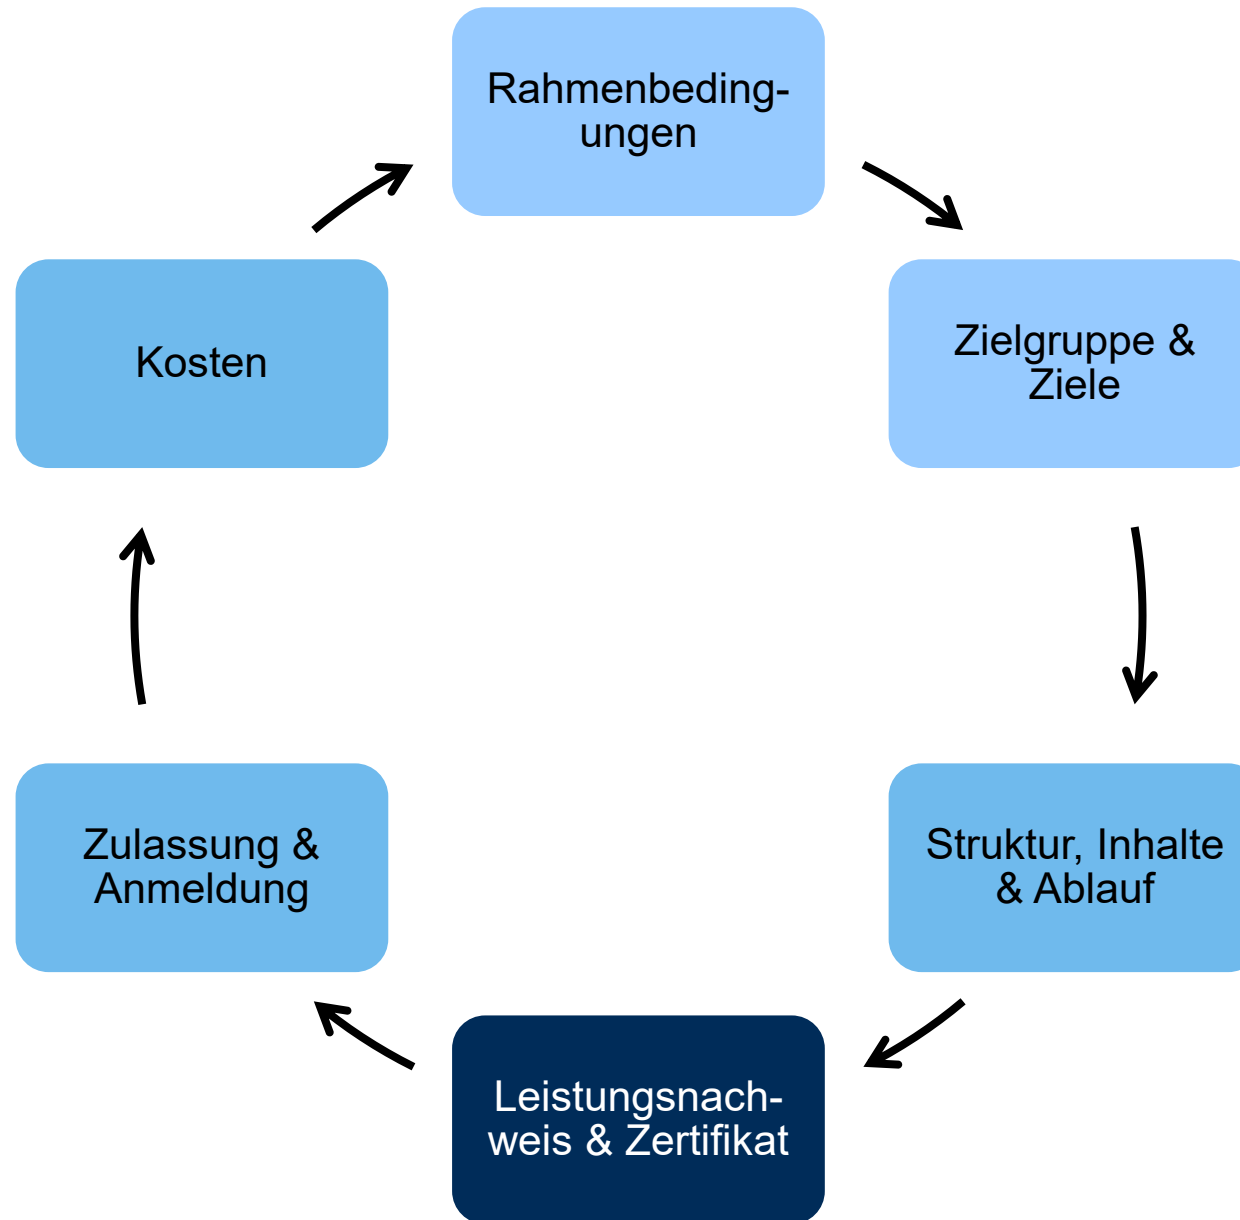 Rahmenbeding-
ungen
Zielgruppe &
Ziele
Struktur, Inhalte
& Ablauf
Leistungsnach-
weis & Zertifikat
Zulassung &
Anmeldung
Kosten